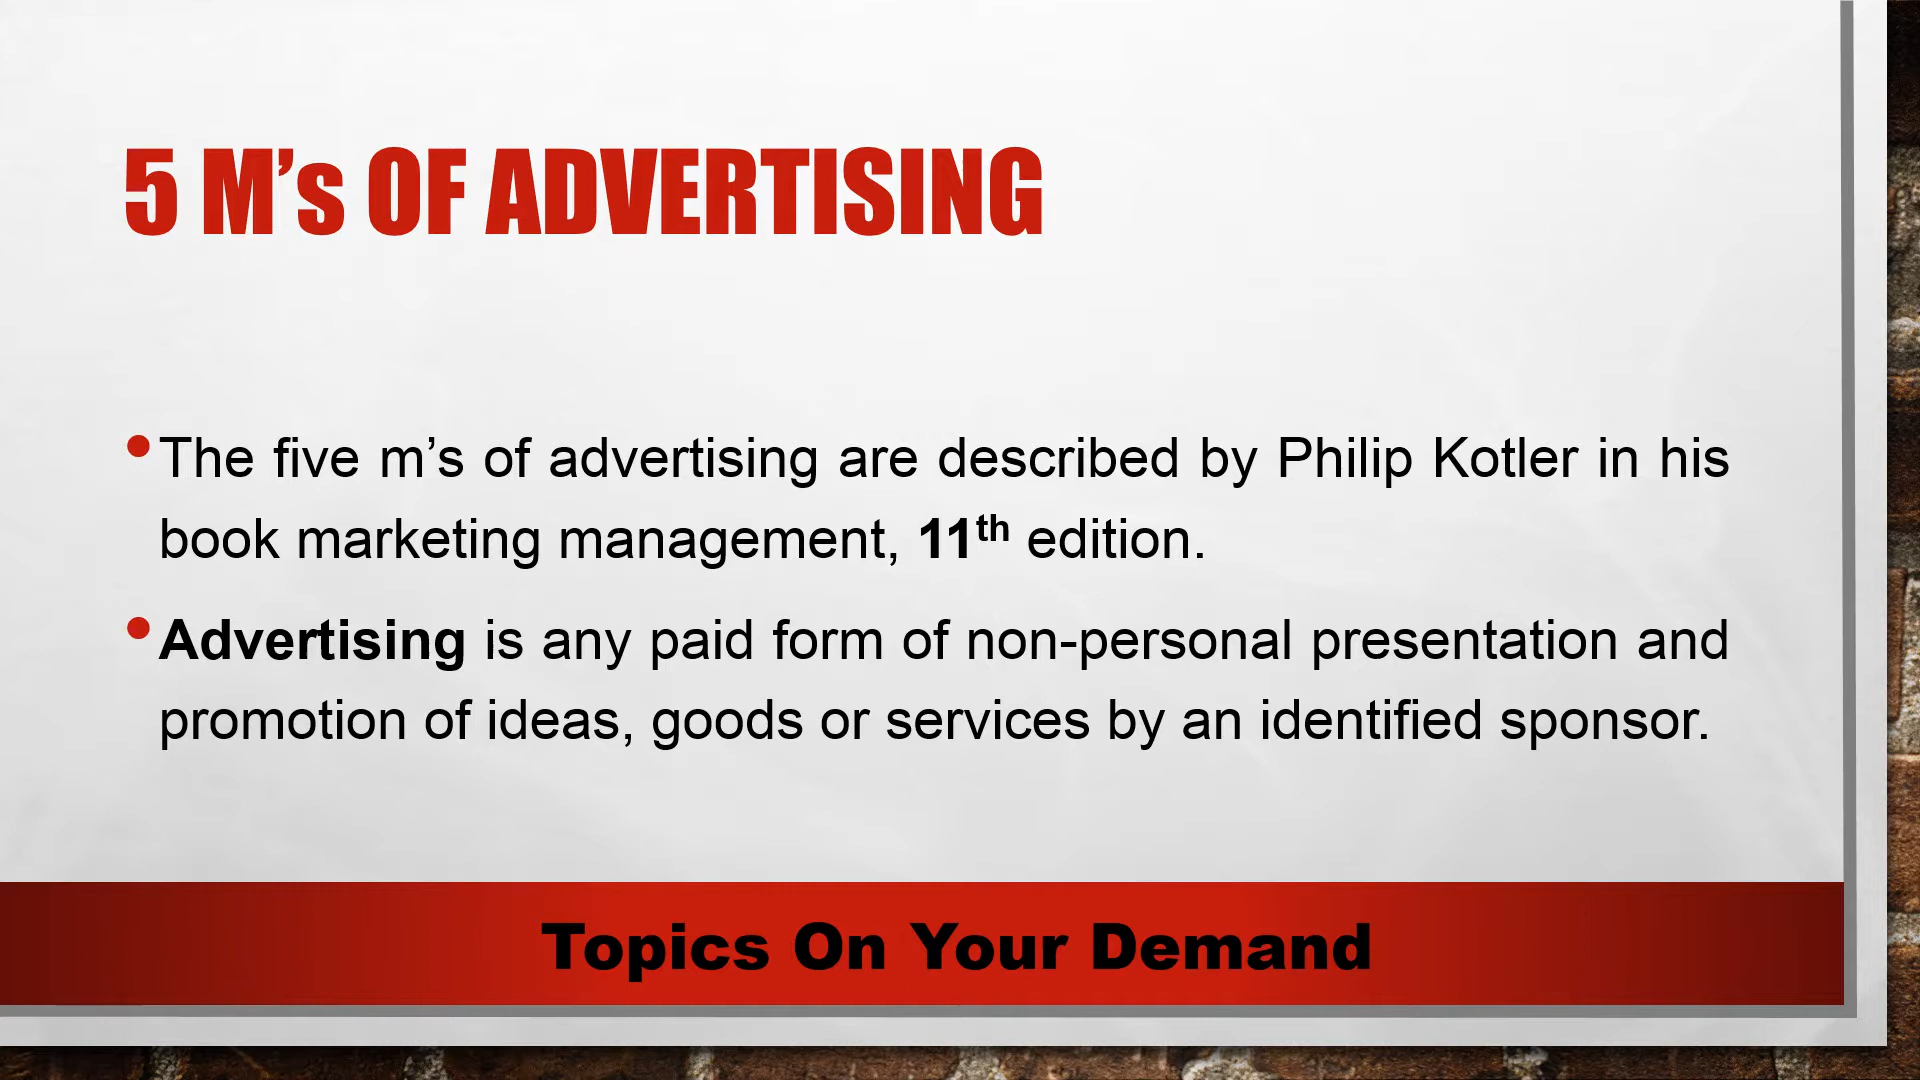 5 M’s OF ADVERTISING
•The five m’s of advertising are described by Philip Kotler in his
book marketing management, 11th edition.
•Advertising is any paid form of non-personal presentation and
promotion of ideas, goods or services by an identified sponsor.
Topics On Your Demand